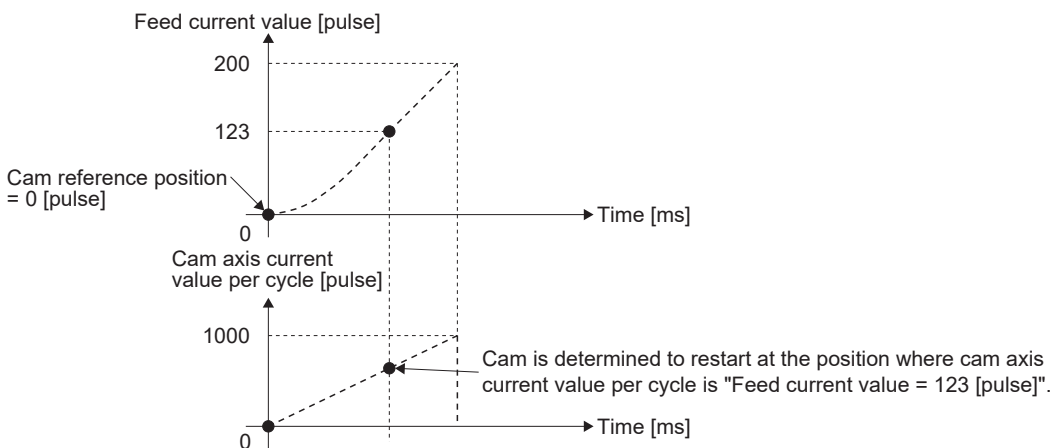 Feed current value [pulse]
200
123
Cam reference position
= 0 [pulse]
Time [ms]
0
Cam axis current
value per cycle [pulse]
1000
Cam is determined to restart at the position where cam axis
current value per cycle is "Feed current value = 123 [pulse]".
Time [ms]
0